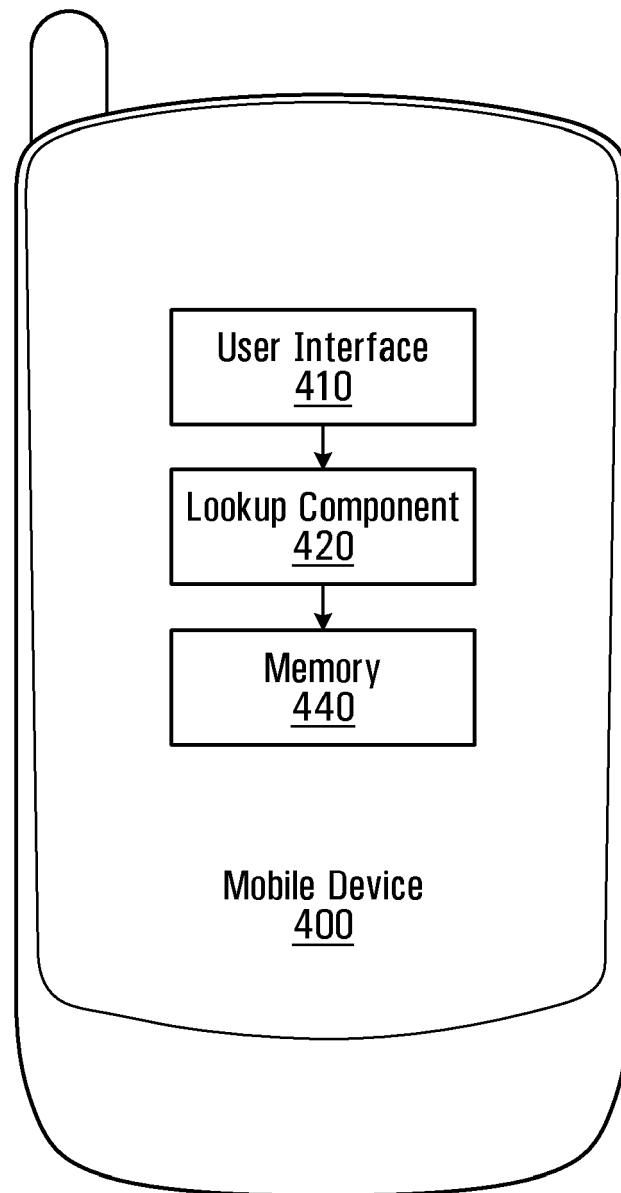 User Interface
410
Lookup Component
420
Memory
440
Mobile Device
400